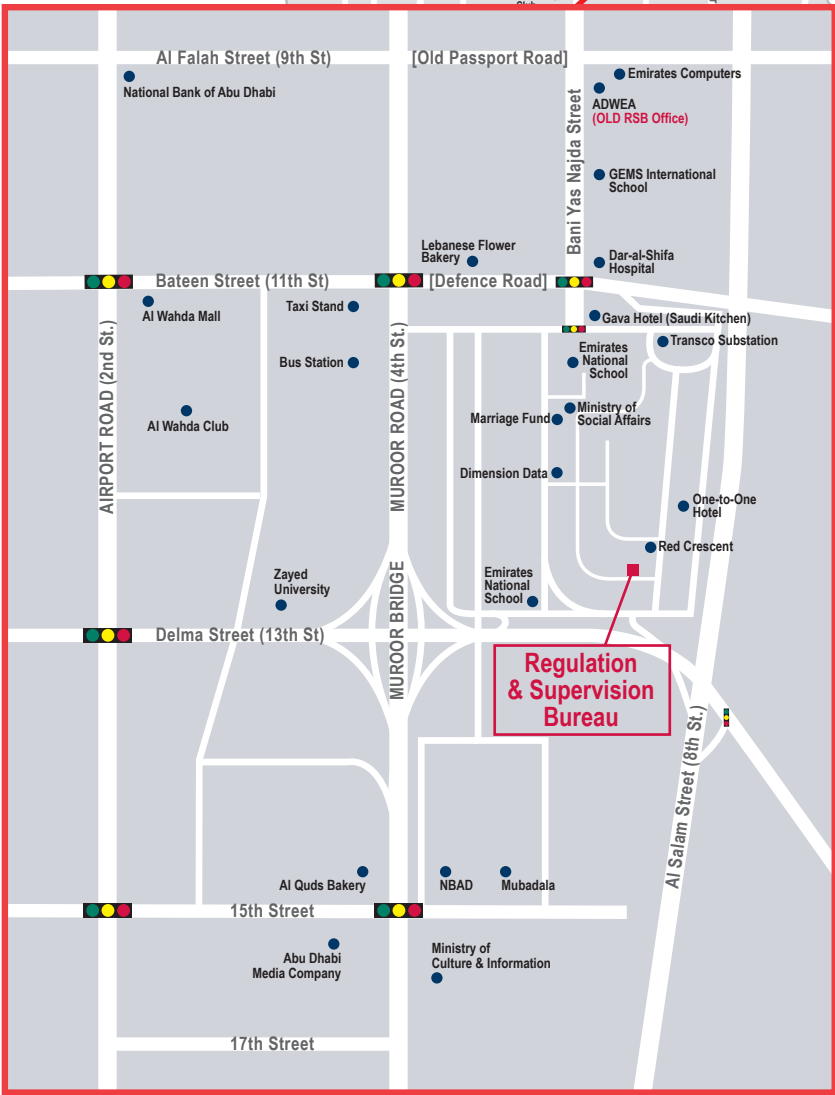 Club
Al Falah Street (9th St)
[Old Passport Road]
National Bank of Abu Dhabi
Emirates Computers
ADWEA
(OLD RSB Office)
Bani Yas Najda Street
GEMS International
School
Lebanese Flower
Bakery
Dar-al-Shifa
Hospital
Bateen Street (11th St)
[Defence Road]
Al Wahda Mall
Taxi Stand
Gava Hotel (Saudi Kitchen)
Transco Substation
Emirates
National
School
Bus Station
AIRPORT ROAD (2nd St.)
MUROOR ROAD (4th St.)
Al Wahda Club
Marriage Fund
Ministry of
Social Affairs
Dimension Data
One-to-One
Hotel
Red Crescent
Zayed
University
Emirates
National
School
MUROOR BRIDGE
Delma Street (13th St)
Regulation
& Supervision
Bureau
Al Salam Street (8th St.)
Al Quds Bakery
NBAD
Mubadala
15th Street
Abu Dhabi
Media Company
Ministry of
Culture & Information
17th Street